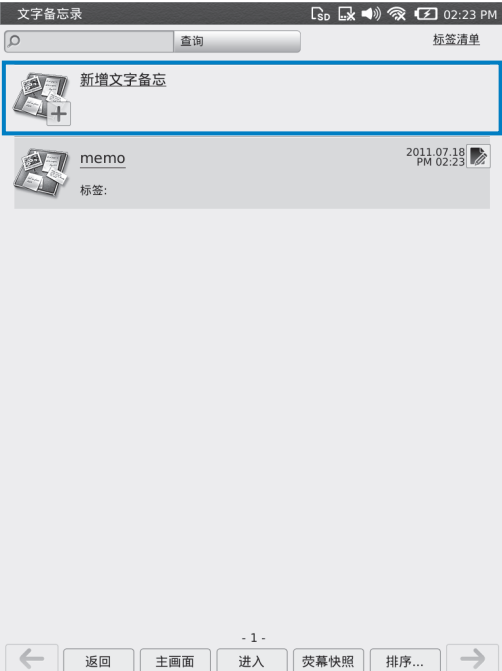 文字备忘录 SD 02:23 PM
查询 标签清单
新增文字备忘
memo 2011.07.18
PM 02:23
标签:
- 1 -
返回 主画面 进入 荧幕快照 排序...